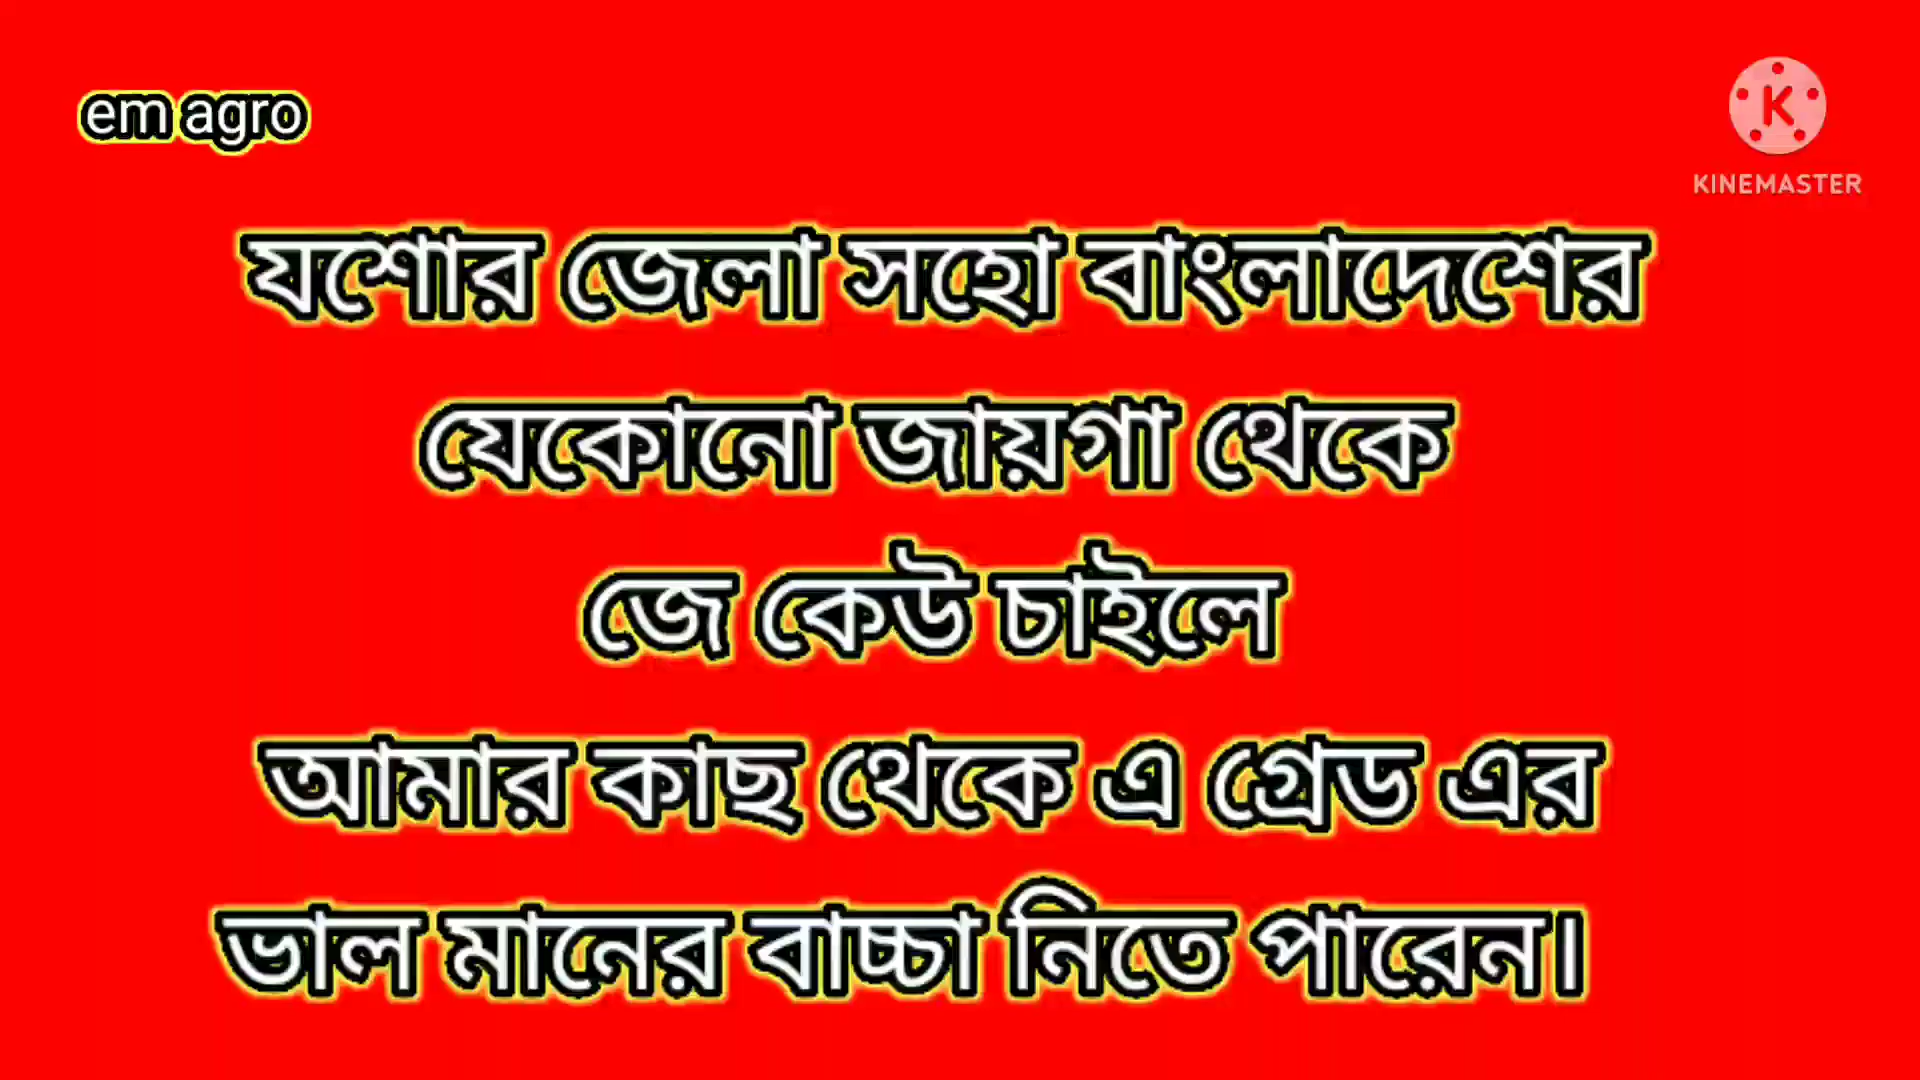 em agro
KINEMASTER
যশোর জেলা সহো বাংলাদেশের
যেকোনো জায়গা থেকে
জে কেউ চাইলে
আমার কাছ থেকে এ গ্রেড এর
ভাল মানের বাচ্চা নিতে পারেন।